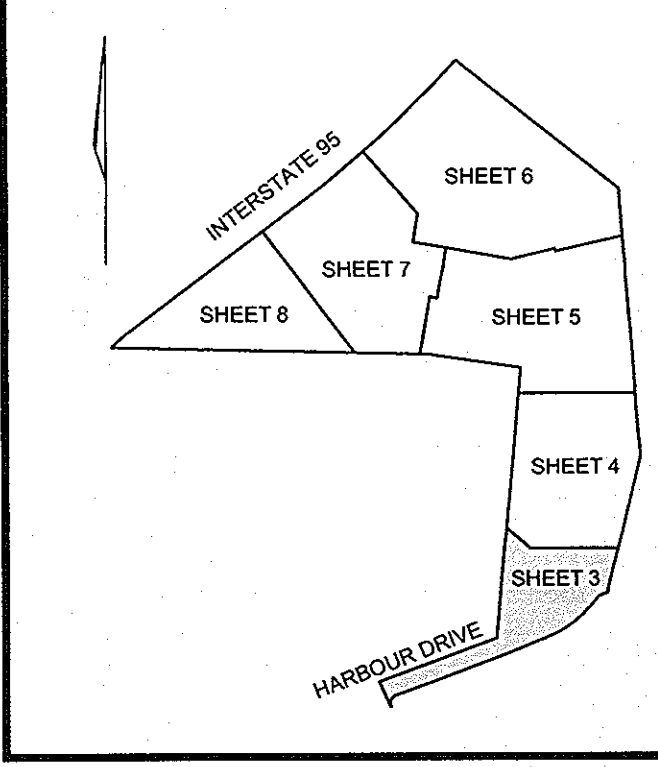 SHEET 6
INTERSTATE 95
SHEET 7
SHEET 8
SHEET 5
SHEET 4
SHEET 3
HARBOUR DRIVE